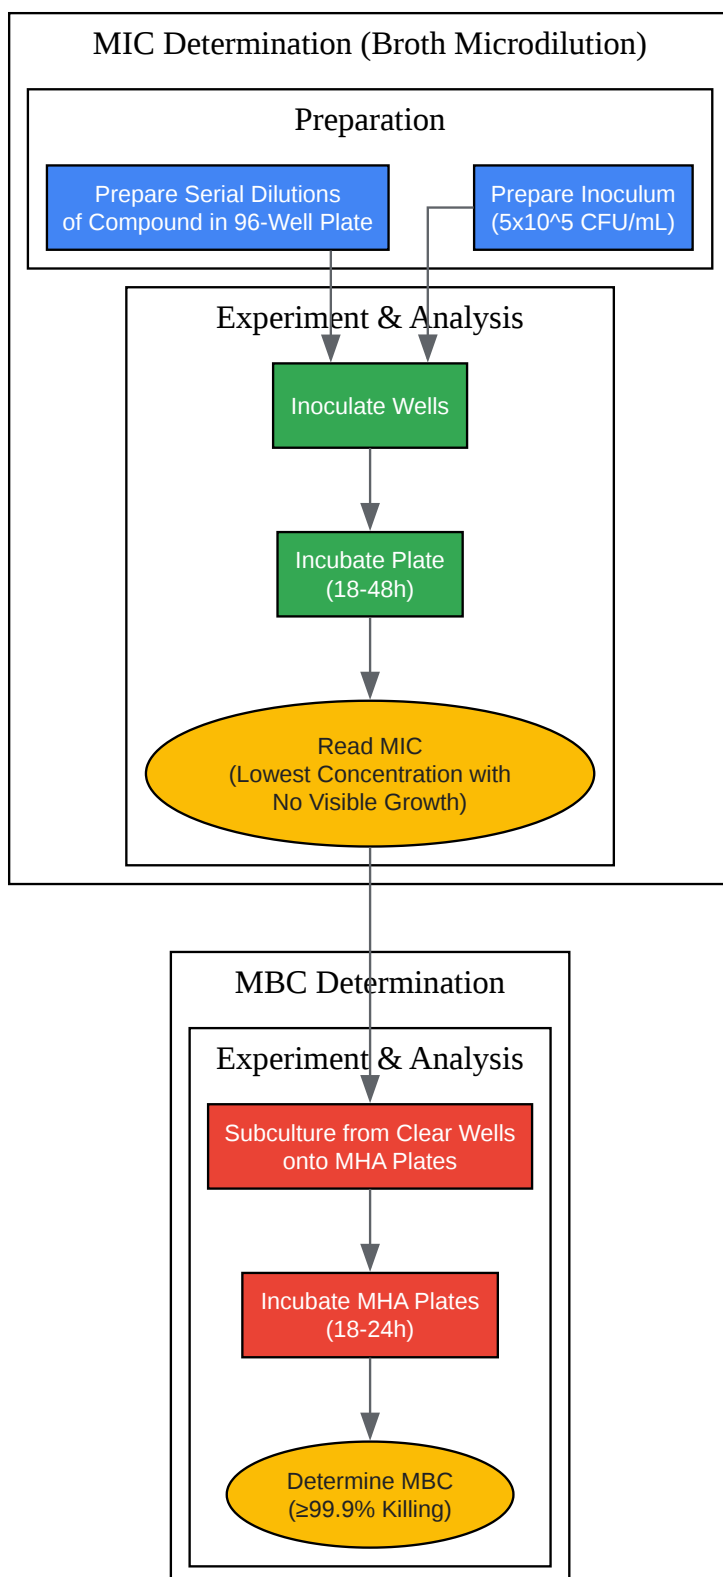 MIC Determination (Broth Microdilution)
Preparation
Prepare Serial Dilutions
of Compound in 96-Well Plate
Prepare Inoculum
(5x10^5 CFU/mL)
Experiment & Analysis
Inoculate Wells
Incubate Plate
(18-48h)
Read MIC
(Lowest Concentration with
No Visible Growth)
MBC Determination
Experiment & Analysis
Subculture from Clear Wells
onto MHA Plates
Incubate MHA Plates
(18-24h)
Determine MBC
(≥99.9% Killing)